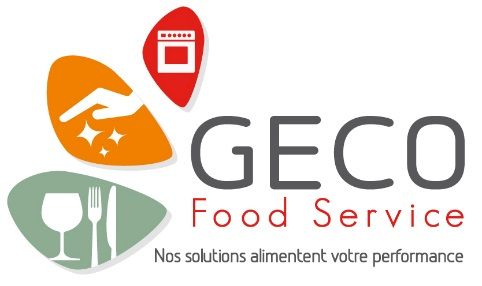 GECO
Food Service
Nos solutions alimentent votre performance